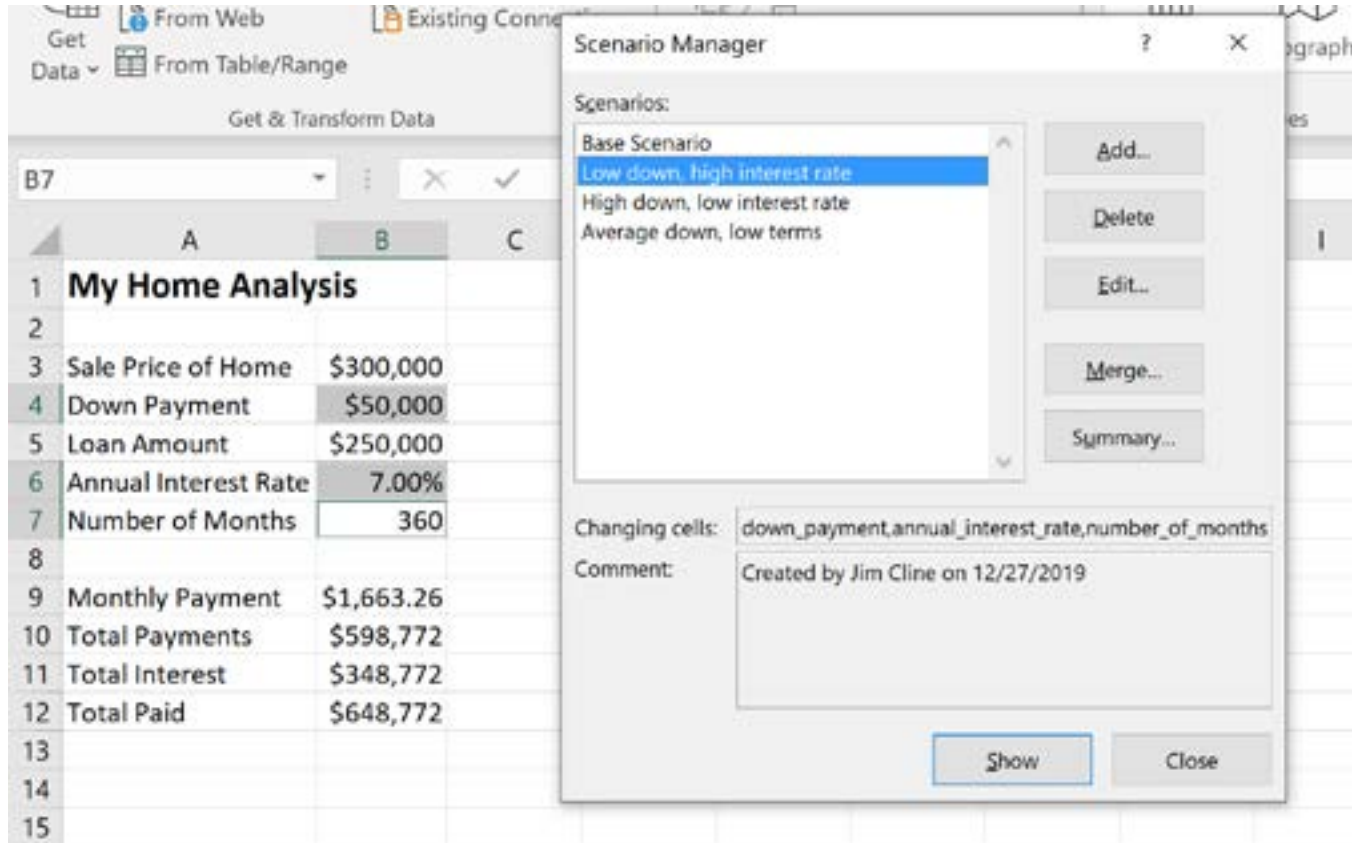 Get
Data
From Web
From Table/Range
Existing
Get & Transform Data
B7
A B C I
1 My Home Analysis
2
3 Sale Price of Home $300,000
4 Down Payment $50,000
5 Loan Amount $250,000
6 Annual Interest Rate 7.00%
7 Number of Months 360
8
9 Monthly Payment $1,663.26
10 Total Payments $598,772
11 Total Interest $348,772
12 Total Paid $648,772
13
14
15
Scenario Manager ? ×
Scenarios:
Base Scenario
Low down, high interest rate
High down, low interest rate
Average down, low terms
Add...
Delete
Edit...
Merge...
Summary...
Changing cells: down_payment,annual_interest_rate,number_of_months
Comment: Created by Jim Cline on 12/27/2019
Show Close